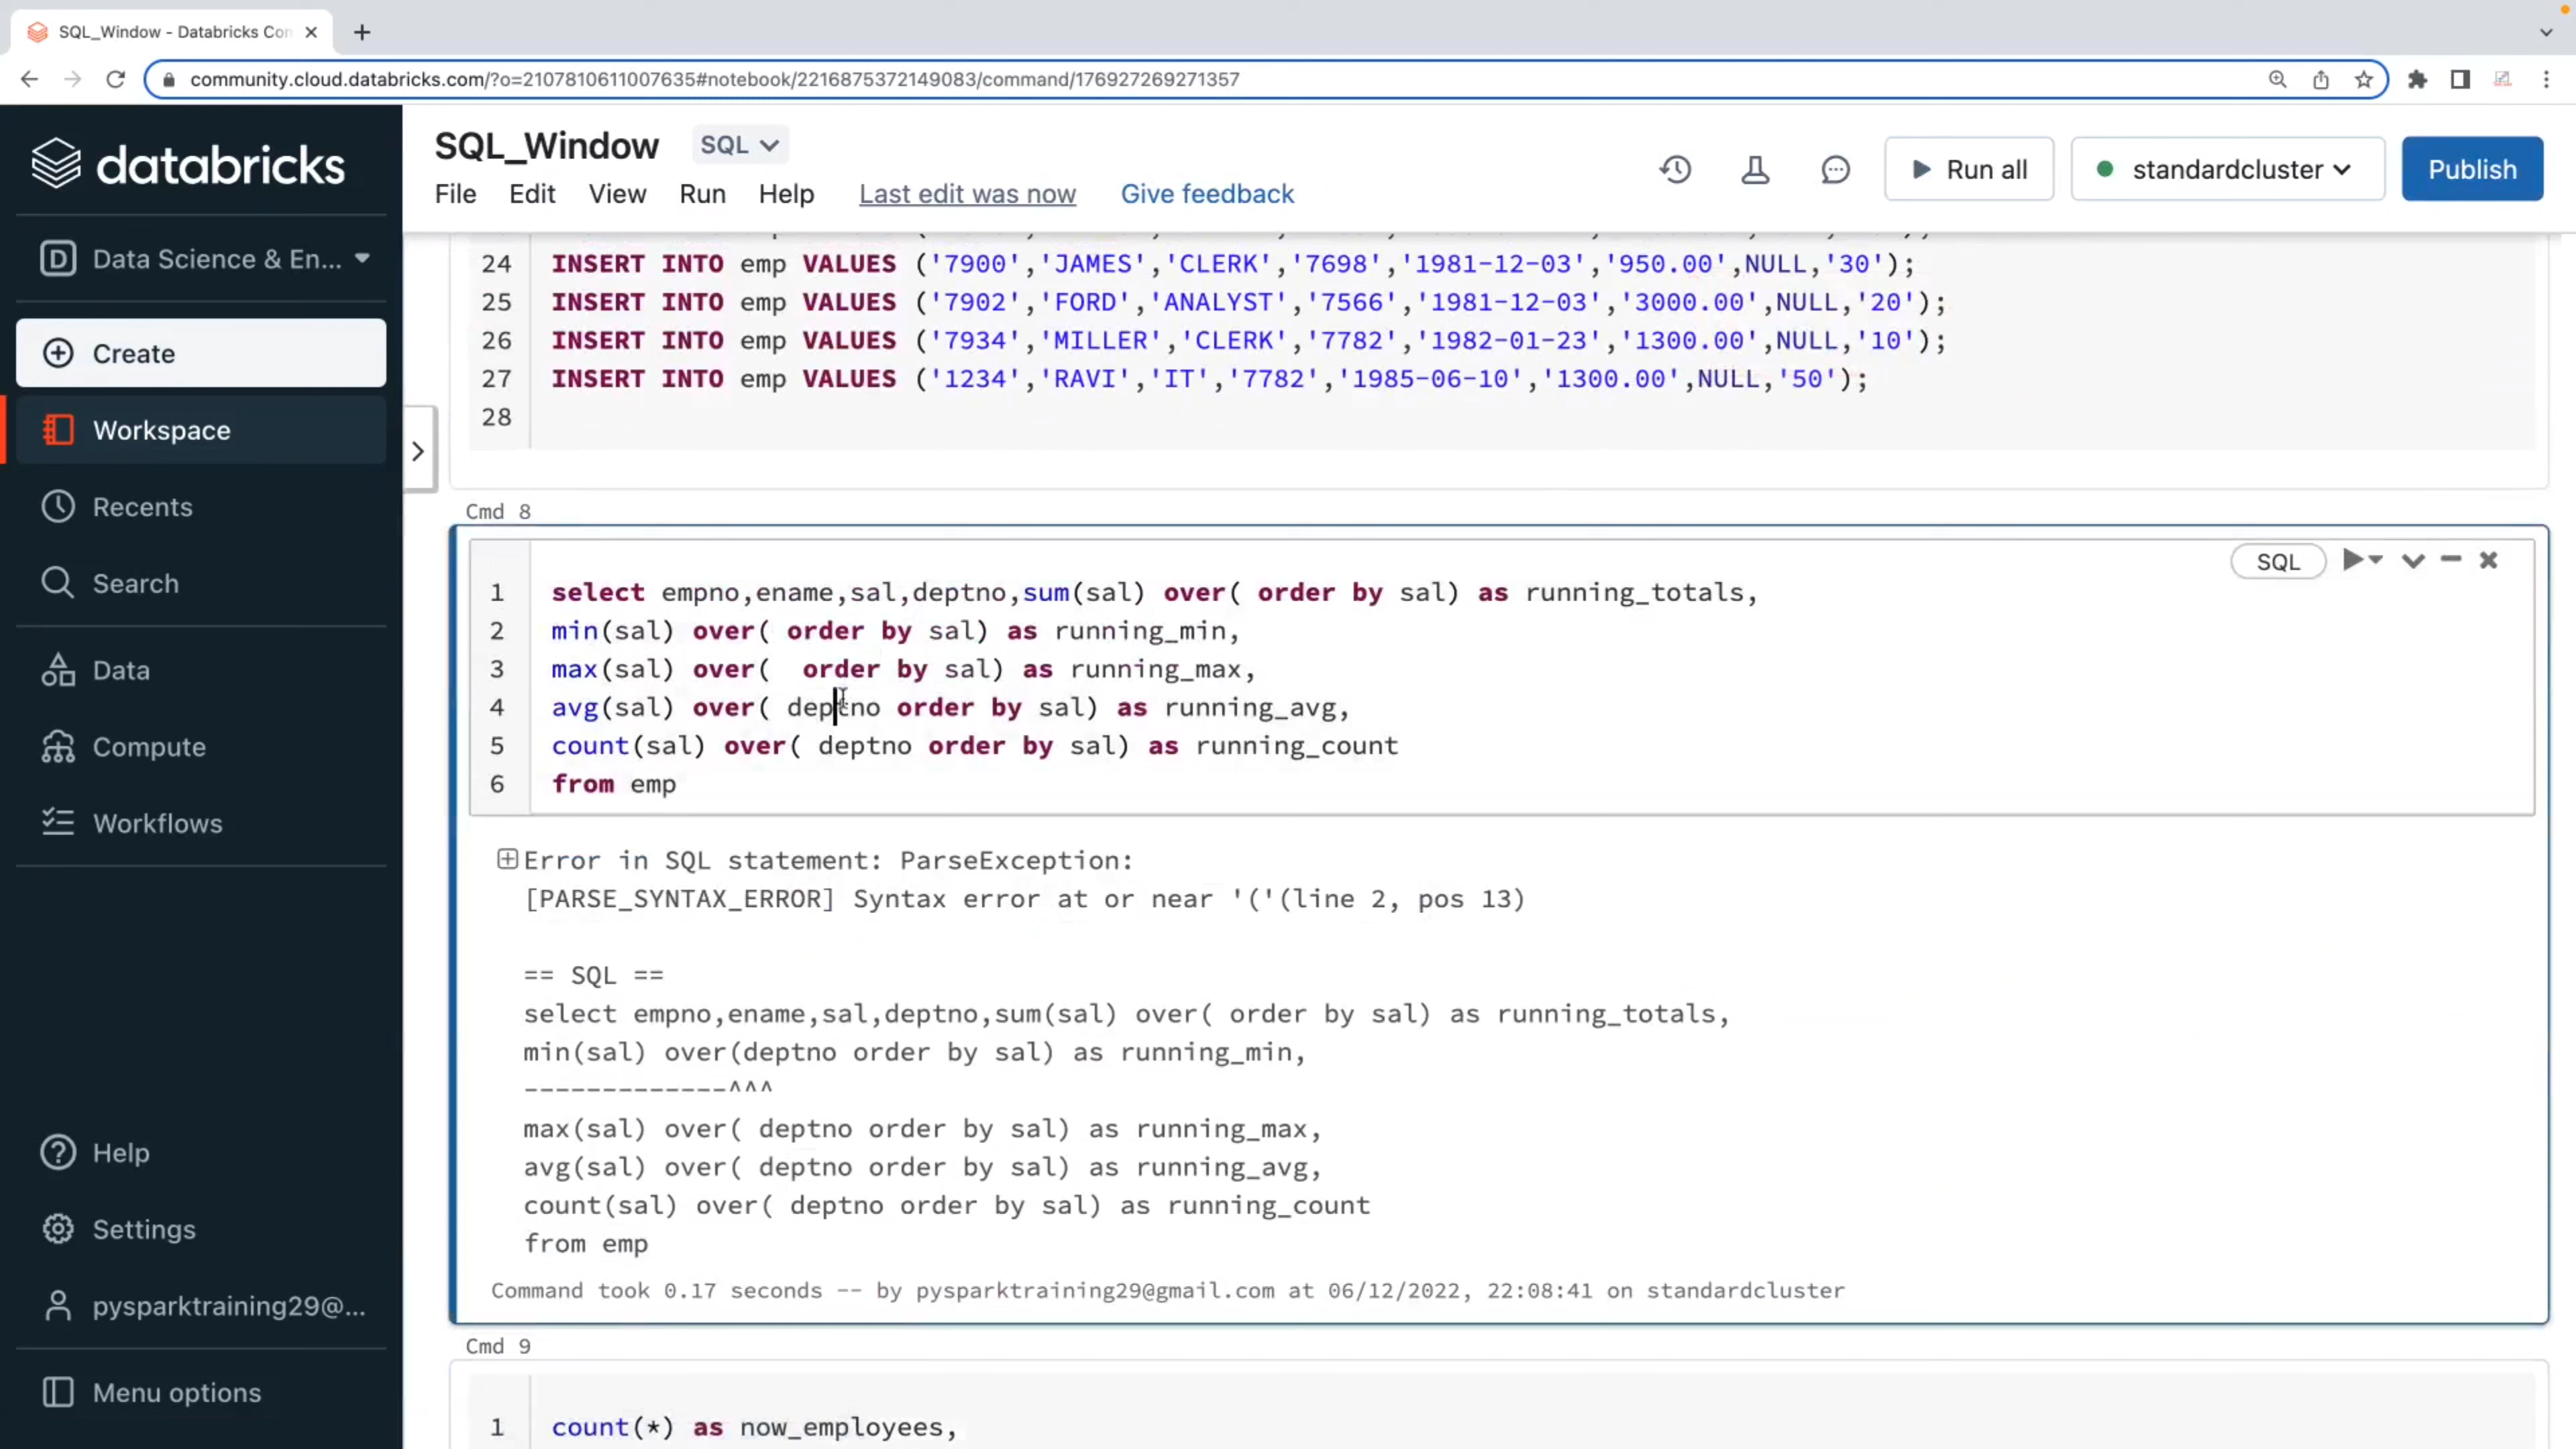 SQL_Window - Databricks Con
community.cloud.databricks.com/?o=2107810611007635#notebook/2216875372149083/command/176927269271357
databricks
Data Science & En...
Create
Workspace
Recents
Search
Data
Compute
Workflows
Help
Settings
pysparktraining29@...
Menu options
SQL_Window SQL
File Edit View Run Help Last edit was now Give feedback
Run all standardcluster Publish
24 INSERT INTO emp VALUES ('7900','JAMES','CLERK','7698','1981-12-03','950.00',NULL,'30');
25 INSERT INTO emp VALUES ('7902','FORD','ANALYST','7566','1981-12-03','3000.00',NULL,'20');
26 INSERT INTO emp VALUES ('7934','MILLER','CLERK','7782','1982-01-23','1300.00',NULL,'10');
27 INSERT INTO emp VALUES ('1234','RAVI','IT','7782','1985-06-10','1300.00',NULL,'50');
28
Cmd 8
SQL
1 select empno,ename,sal,deptno,sum(sal) over( order by sal) as running_totals,
2 min(sal) over( order by sal) as running_min,
3 max(sal) over(  order by sal) as running_max,
4 avg(sal) over( deptno order by sal) as running_avg,
5 count(sal) over( deptno order by sal) as running_count
6 from emp
Error in SQL statement: ParseException:
[PARSE_SYNTAX_ERROR] Syntax error at or near '('(line 2, pos 13)
== SQL ==
select empno,ename,sal,deptno,sum(sal) over( order by sal) as running_totals,
min(sal) over(deptno order by sal) as running_min,
-------------^^^
max(sal) over( deptno order by sal) as running_max,
avg(sal) over( deptno order by sal) as running_avg,
count(sal) over( deptno order by sal) as running_count
from emp
Command took 0.17 seconds -- by pysparktraining29@gmail.com at 06/12/2022, 22:08:41 on standardcluster
Cmd 9
1 count(*) as now_employees,